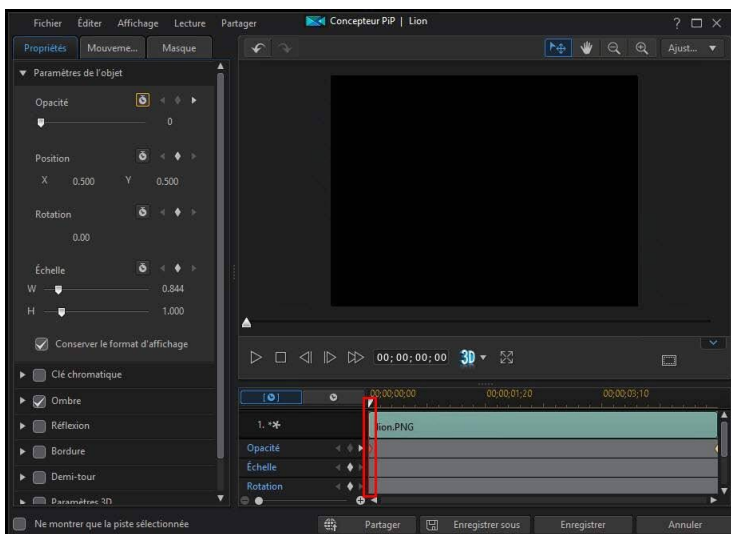 Fichier Éditer Affichage Lecture Partager Concepteur PiP | Lion ?
Propriétés Mouveme... Masque
Ajust...
Paramètres de l'objet
Opacité
0
Position
X 0.500 Y 0.500
Rotation
0.00
Échelle
W 0.844
H 1.000
Conserver le format d'affichage
Clé chromatique
Ombre
Réflexion
Bordure
Demi-tour
Paramètres 3D
00;00;00;00 3D
00;00;00;00 00;00;01;20 00;00;03;10
1. lion.PNG
Opacité
Échelle
Rotation
Ne montrer que la piste sélectionnée
Partager Enregistrer sous Enregistrer Annuler